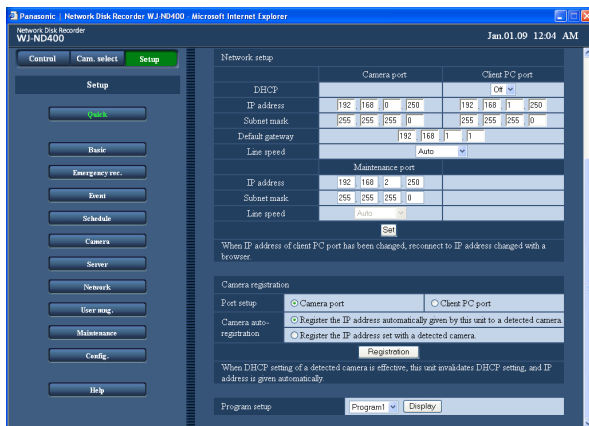 Panasonic | Network Disk Recorder WJ-ND400 - Microsoft Internet Explorer
Network Disk Recorder
WJ-ND400
Jan.01.09 12:04 AM
Control Cam. select Setup
Setup
Quick
Basic
Emergency rec.
Event
Schedule
Camera
Server
Network
User mng.
Maintenance
Config.
Help
Network setup
Camera port Client PC port
DHCP Off
IP address 192 . 168 . 0 . 250 192 . 168 . 1 . 250
Subnet mask 255 . 255 . 255 . 0 255 . 255 . 255 . 0
Default gateway 192 . 168 . 1 . 1
Line speed Auto
Maintenance port
IP address 192 . 168 . 2 . 250
Subnet mask 255 . 255 . 255 . 0
Line speed Auto
Set
When IP address of client PC port has been changed, reconnect to IP address changed with a
browser.
Camera registration
Port setup Camera port Client PC port
Camera auto-
registration
Register the IP address automatically given by this unit to a detected camera.
Register the IP address set with a detected camera.
Registration
When DHCP setting of a detected camera is effective, this unit invalidates DHCP setting, and IP
address is given automatically.
Program setup Program1 Display